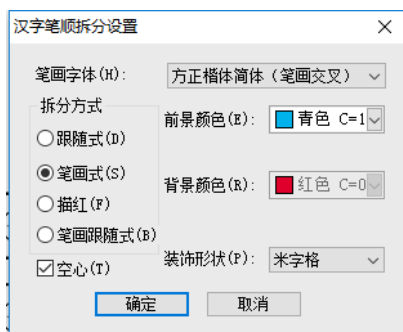 汉字笔顺拆分设置
笔画字体(H): 方正楷体简体（笔画交叉）
拆分方式
前景颜色(E): 青色 C=1
跟随式(D)
笔画式(S)
背景颜色(R): 红色 C=0
描红(F)
笔画跟随式(B)
空心(T)
装饰形状(P): 米字格
确定 取消